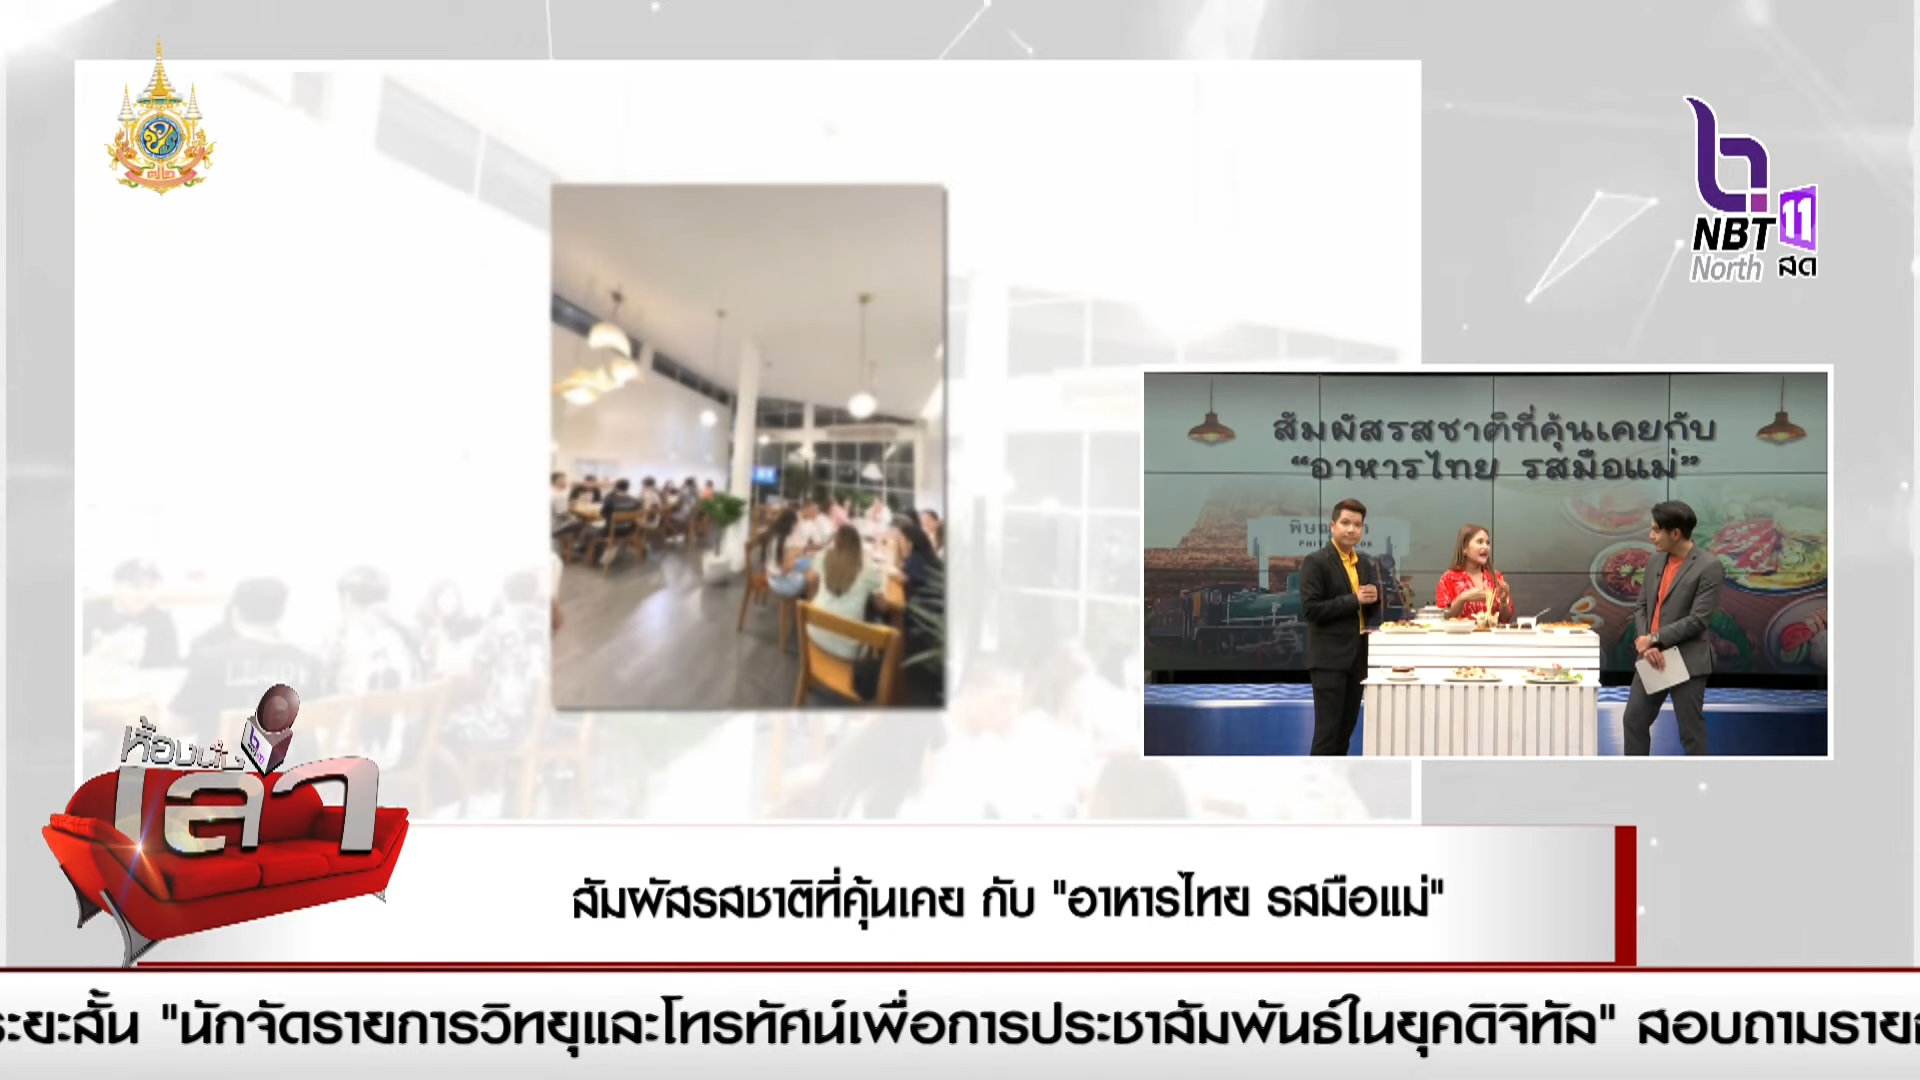 ๗๒
NBT 11
North สด
สัมผัสรสชาติที่คุ้นเคยกับ
“อาหารไทย รสมือแม่”
ห้องนั่ง
เล่า
สัมผัสรสชาติที่คุ้นเคย กับ "อาหารไทย รสมือแม่"
ระยะสั้น "นักจัดรายการวิทยุและโทรทัศน์เพื่อการประชาสัมพันธ์ในยุคดิจิทัล" สอบถามราย